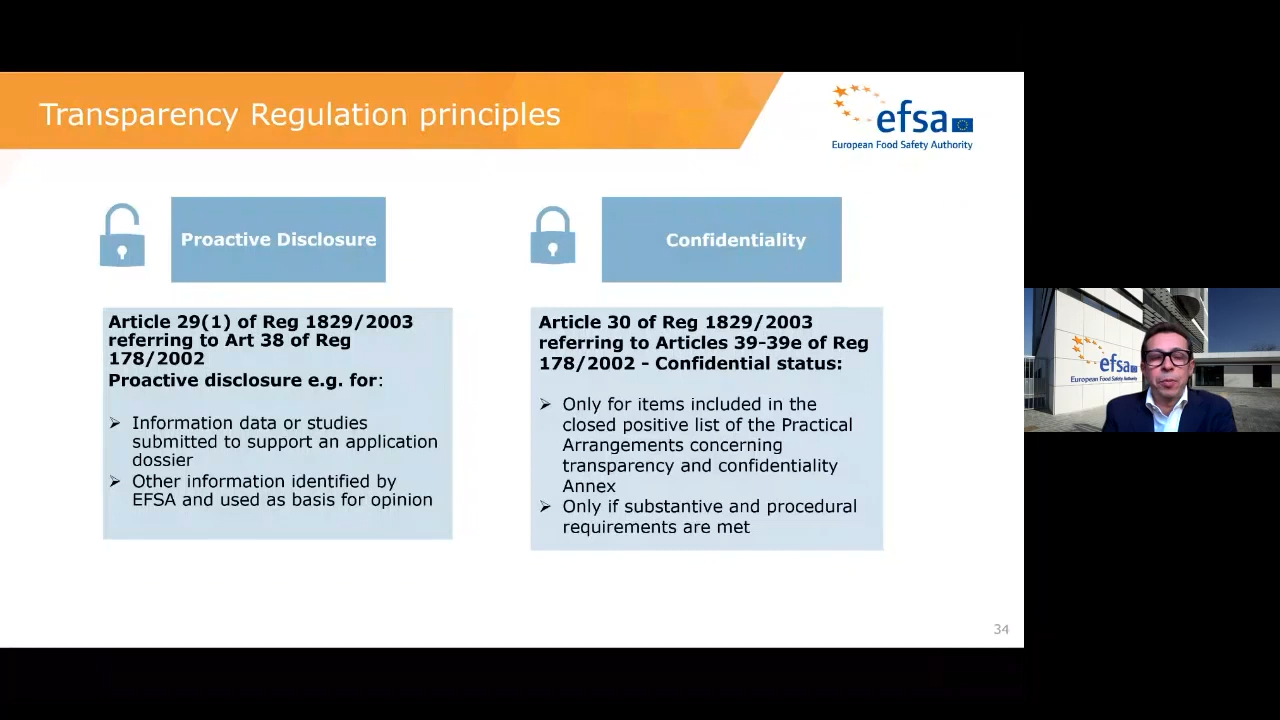 Transparency Regulation principles
efsa
European Food Safety Authority
Proactive Disclosure
Confidentiality
Article 29(1) of Reg 1829/2003
referring to Art 38 of Reg
178/2002
Proactive disclosure e.g. for:
➢ Information data or studies
submitted to support an application
dossier
➢ Other information identified by
EFSA and used as basis for opinion
Article 30 of Reg 1829/2003
referring to Articles 39-39e of Reg
178/2002 - Confidential status:
➢ Only for items included in the
closed positive list of the Practical
Arrangements concerning
transparency and confidentiality
Annex
➢ Only if substantive and procedural
requirements are met
34
efsa
European Food Safety Authority